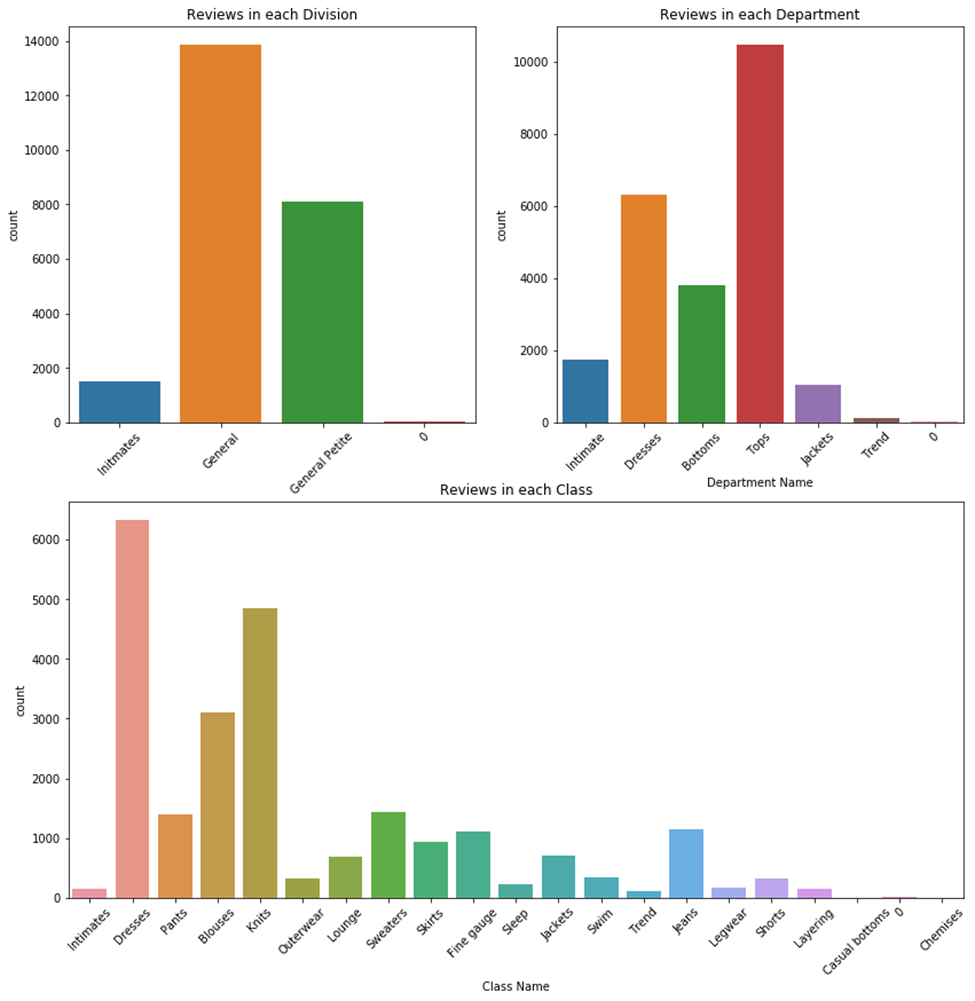 Reviews in each Division
14000
12000
10000
8000
6000
4000
2000
0
count
Initmates
General
General Petite
0
Reviews in each Department
10000
8000
6000
4000
2000
0
count
Intimate
Dresses
Bottoms
Tops
Jackets
Trend
0
Department Name
Reviews in each Class
6000
5000
4000
3000
2000
1000
0
count
Intimates
Dresses
Pants
Blouses
Knits
Outerwear
Lounge
Sweaters
Skirts
Fine gauge
Sleep
Jackets
Swim
Trend
Jeans
Legwear
Shorts
Layering
Casual bottoms
0
Chemises
Class Name